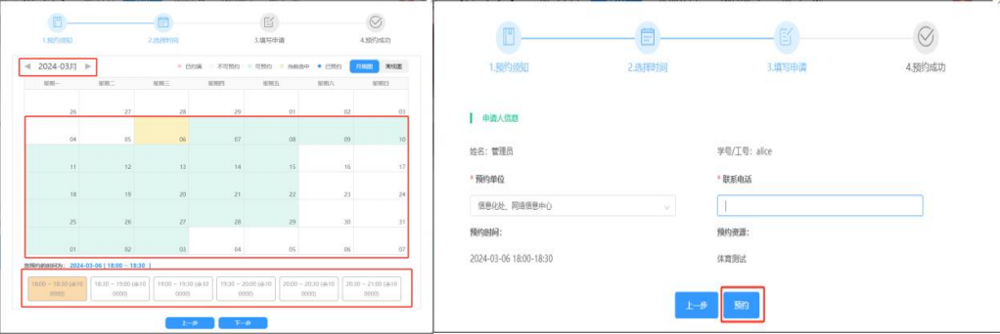 1.预约须知
2.选择时间
3.填写申请
4.预约成功
◀ 2024-03月 ▶
已约满 不可预约 可预约 当前选中 已预约 月视图 周视图
星期一 星期二 星期三 星期四 星期五 星期六 星期日
26 27 28 29 01 02 03
04 05 06 07 08 09 10
11 12 13 14 15 16 17
18 19 20 21 22 23 24
25 26 27 28 29 30 31
01 02 03 04 05 06 07
您预约的时间为: 2024-03-06 ( 18:00 ~ 18:30 )
18:00 ~ 18:30 (余10
0000)
18:30 ~ 19:00 (余10
0000)
19:00 ~ 19:30 (余10
0000)
19:30 ~ 20:00 (余10
0000)
20:00 ~ 20:30 (余10
0000)
20:30 ~ 21:00 (余10
0000)
上一步 下一步
1.预约须知
2.选择时间
3.填写申请
4.预约成功
申请人信息
姓名: 管理员
学号/工号: alice
* 预约单位
* 联系电话
信息化处、网络信息中心
预约时间:
预约资源:
2024-03-06 18:00-18:30
体育测试
上一步 预约